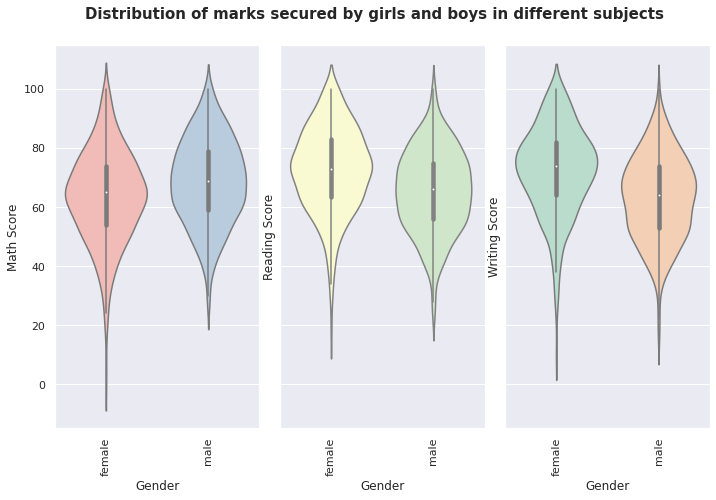 Distribution of marks secured by girls and boys in different subjects
Math Score
100
80
60
40
20
0
female
male
Gender
Reading Score
female
male
Gender
Writing Score
female
male
Gender